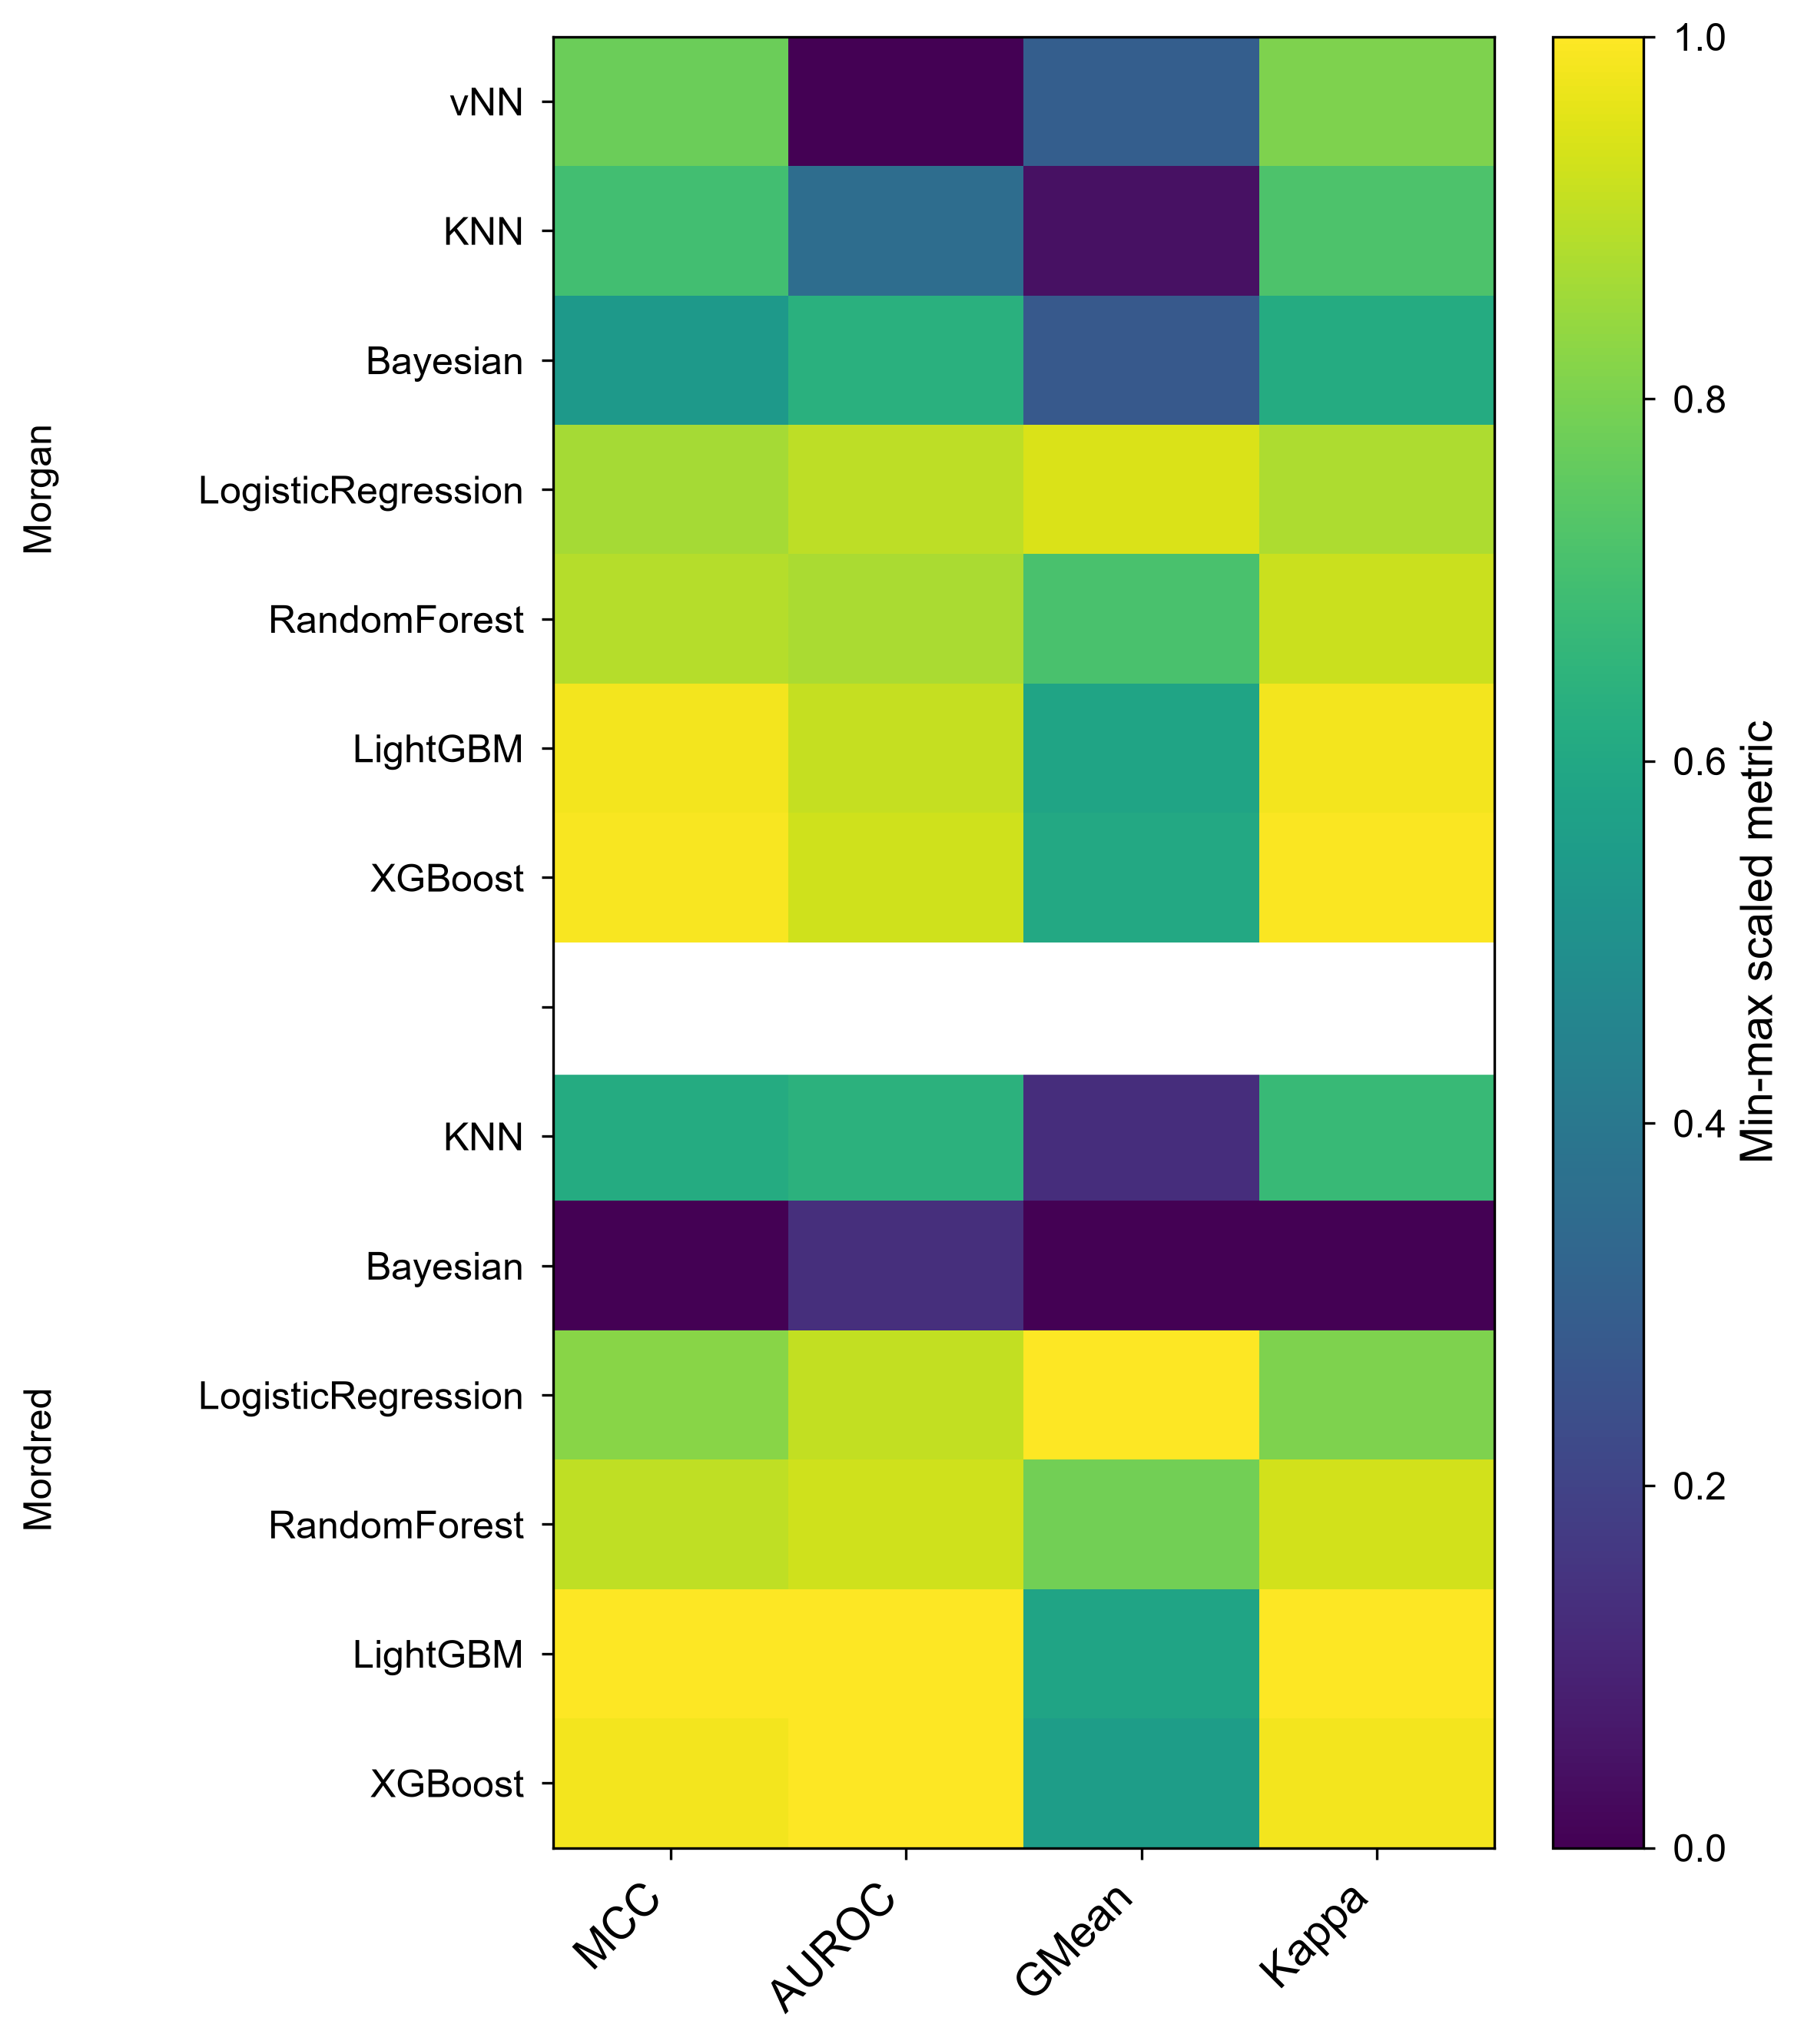 Morgan
vNN
KNN
Bayesian
LogisticRegression
RandomForest
LightGBM
XGBoost
Mordred
KNN
Bayesian
LogisticRegression
RandomForest
LightGBM
XGBoost
MCC
AUROC
GMean
Kappa
1.0
0.8
0.6
0.4
0.2
0.0
Min-max scaled metric